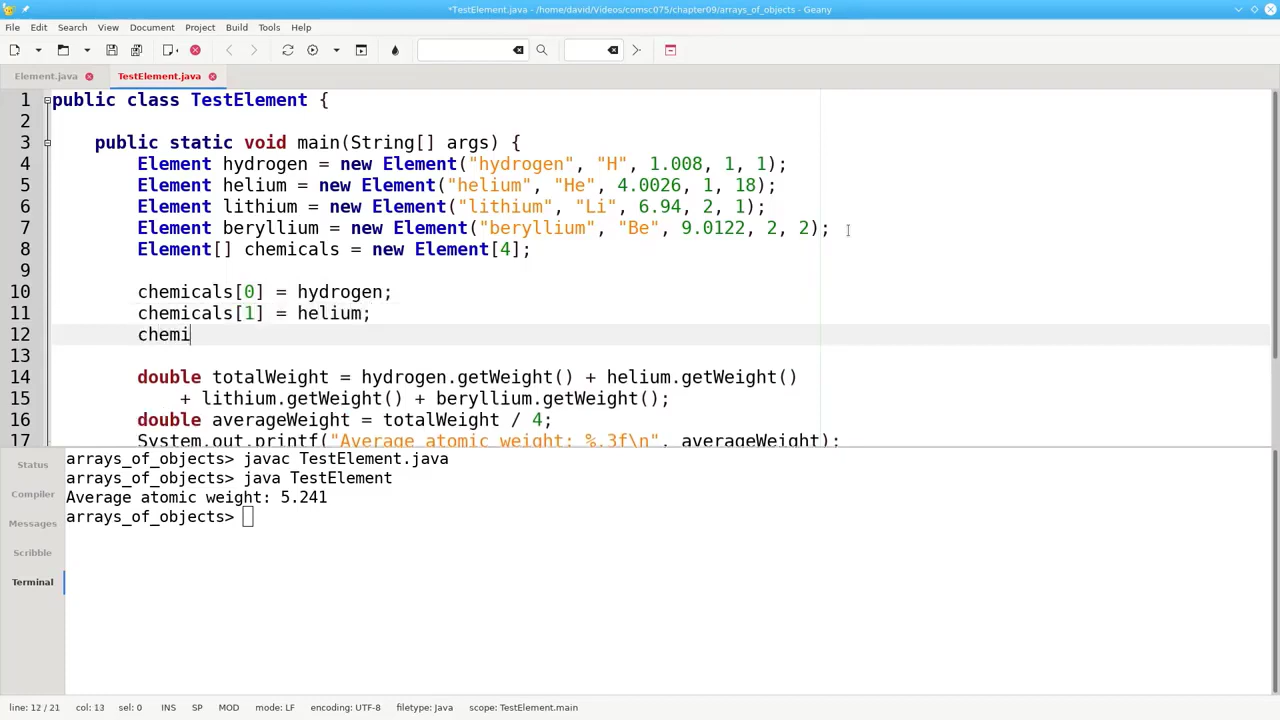 *TestElement.java - /home/david/Videos/comsc075/chapter09/arrays_of_objects - Geany
File Edit Search View Document Project Build Tools Help
Element.java TestElement.java
1 public class TestElement {
2
3 public static void main(String[] args) {
4 Element hydrogen = new Element("hydrogen", "H", 1.008, 1, 1);
5 Element helium = new Element("helium", "He", 4.0026, 1, 18);
6 Element lithium = new Element("lithium", "Li", 6.94, 2, 1);
7 Element beryllium = new Element("beryllium", "Be", 9.0122, 2, 2);
8 Element[] chemicals = new Element[4];
9
10 chemicals[0] = hydrogen;
11 chemicals[1] = helium;
12 chemi
13
14 double totalWeight = hydrogen.getWeight() + helium.getWeight()
15 + lithium.getWeight() + beryllium.getWeight();
16 double averageWeight = totalWeight / 4;
17 System.out.printf("Average atomic weight: %.3f\n", averageWeight);
Status
Compiler
Messages
Scribble
Terminal
arrays_of_objects> javac TestElement.java
arrays_of_objects> java TestElement
Average atomic weight: 5.241
arrays_of_objects>
line: 12 / 21 col: 13 sel: 0 INS SP MOD mode: LF encoding: UTF-8 filetype: Java scope: TestElement.main